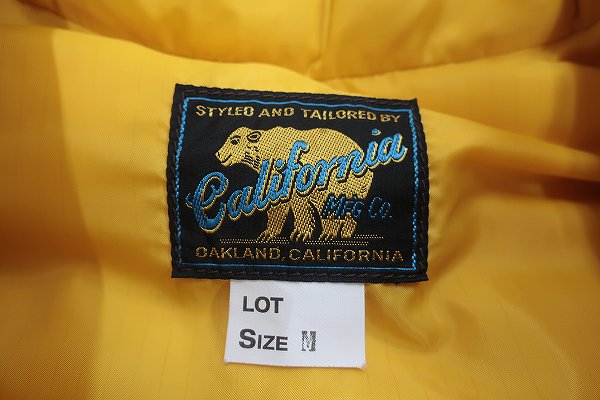 STYLED AND TAILORED BY
California
MFG Co.
OAKLAND, CALIFORNIA
LOT
SIZE M